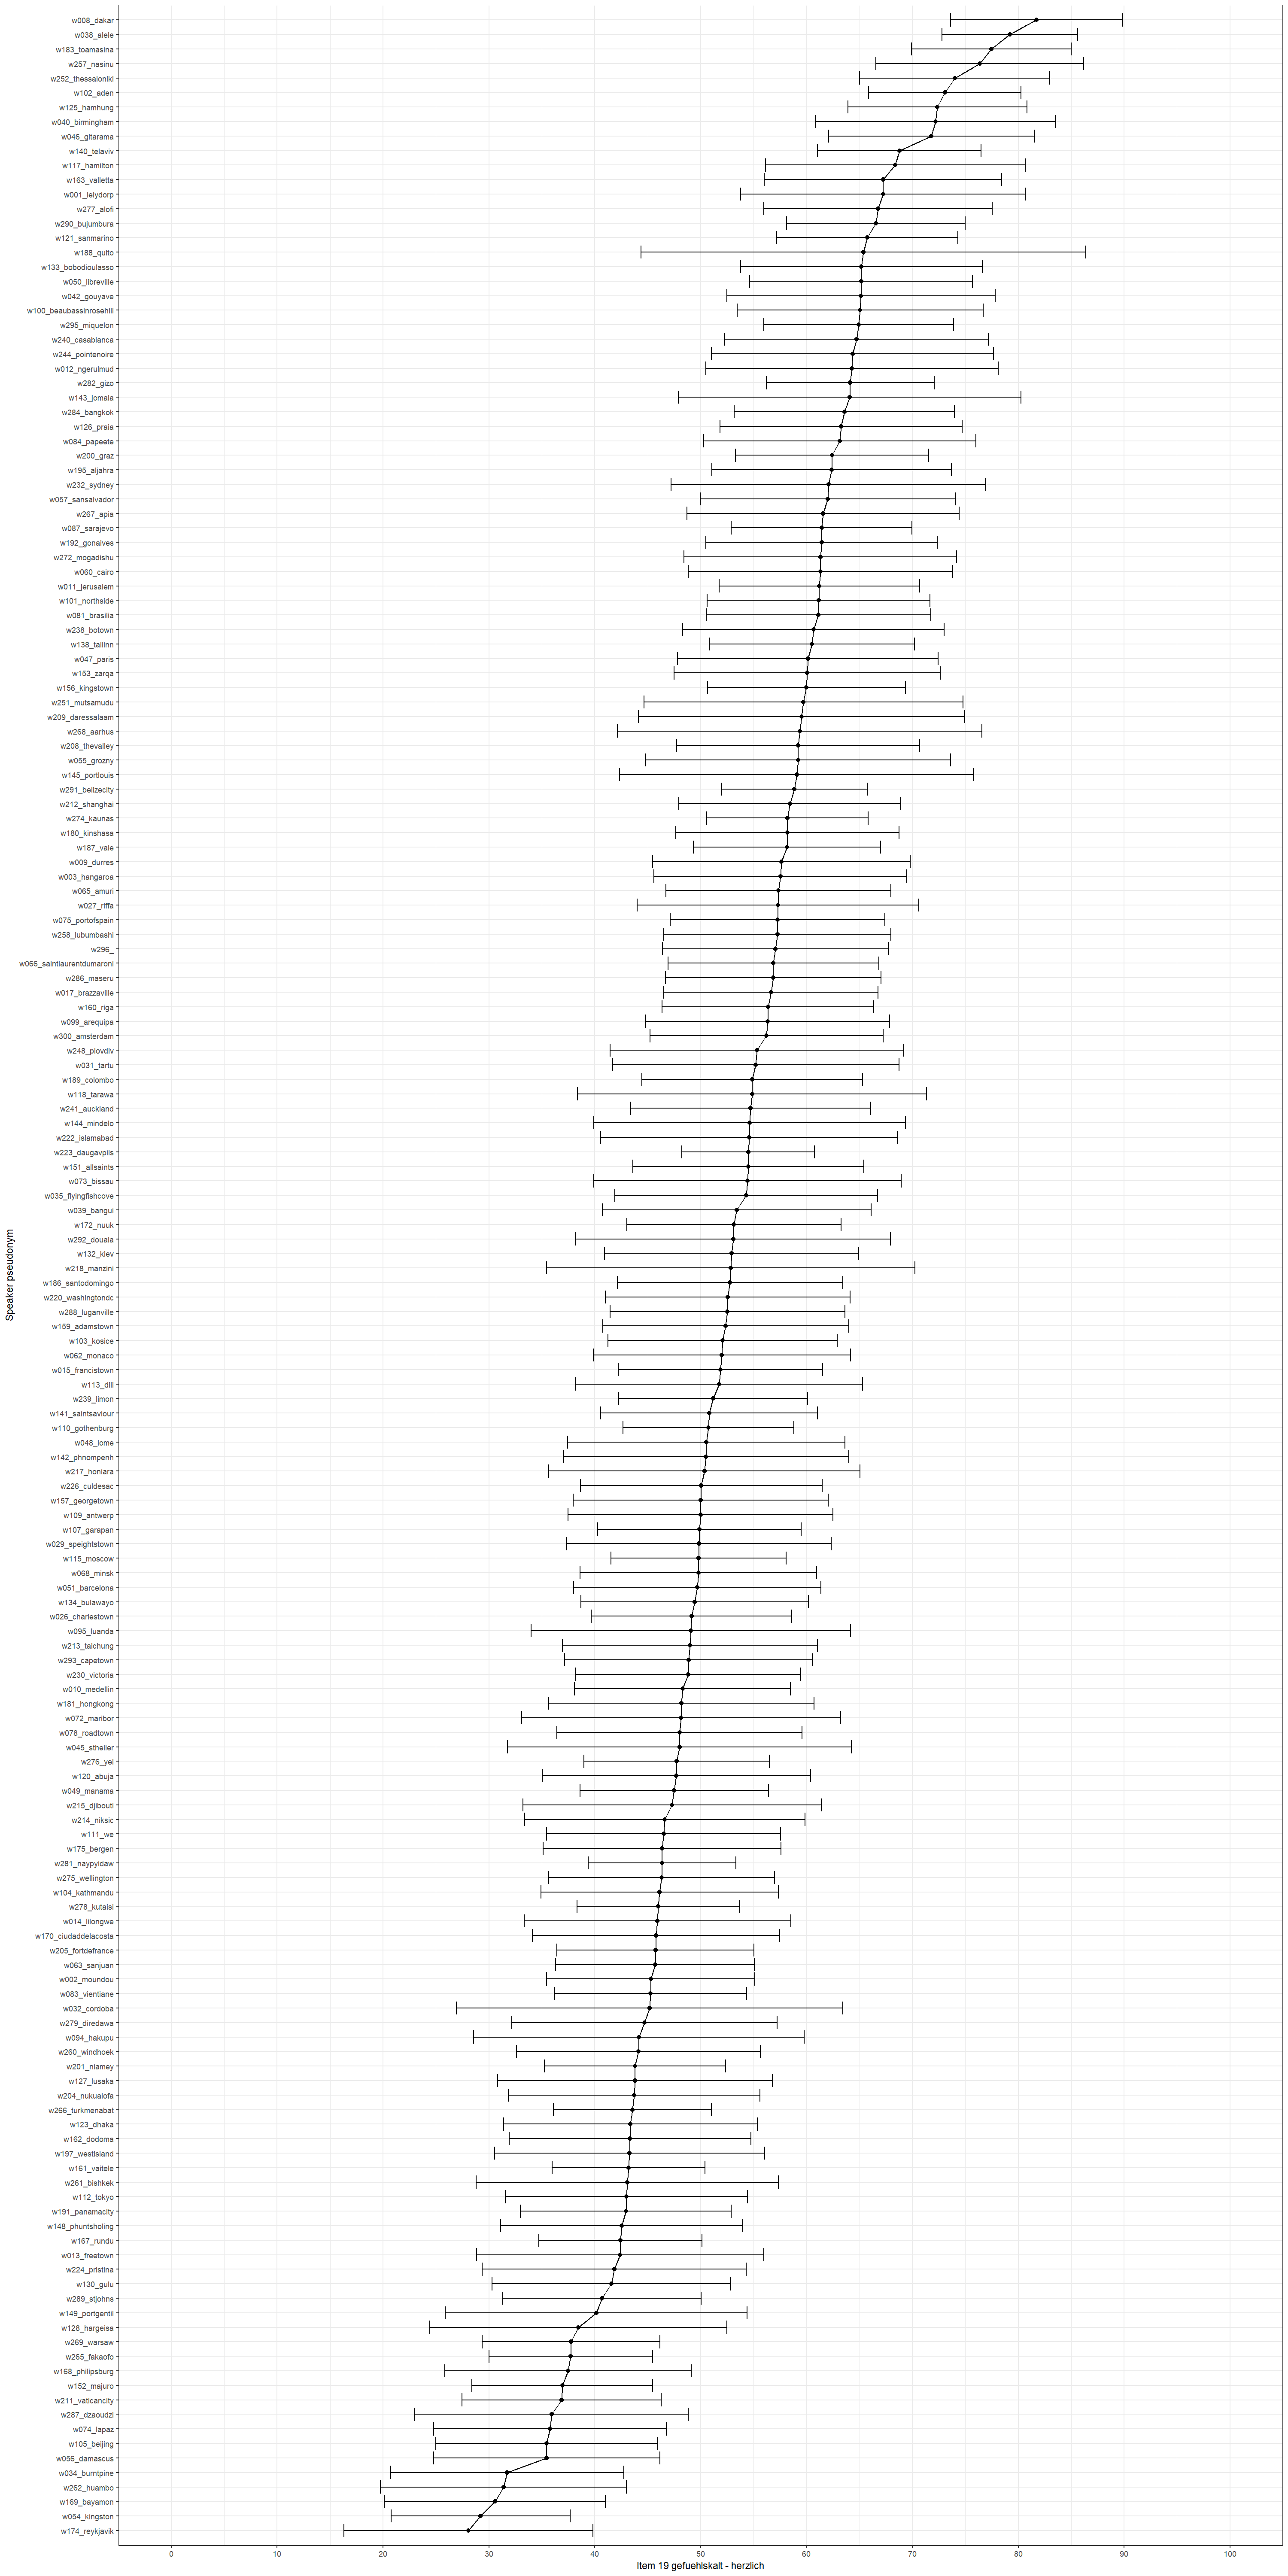 w008_dakar
w038_alele
w183_toamasina
w257_nasinu
w252_thessaloniki
w102_aden
w125_hamhung
w040_birmingham
w046_gitarama
w140_telaviv
w117_hamilton
w163_valletta
w001_lelydorp
w277_alofi
w290_bujumbura
w121_sanmarino
w188_quito
w133_bobodioulasso
w050_libreville
w042_gouyave
w100_beaubassinrosehill
w295_miquelon
w240_casablanca
w244_pointenoire
w012_ngerulmud
w282_gizo
w143_jomala
w284_bangkok
w126_praia
w084_papeete
w200_graz
w195_aljahra
w232_sydney
w057_sansalvador
w267_apia
w087_sarajevo
w192_gonaives
w272_mogadishu
w060_cairo
w011_jerusalem
w101_northside
w081_brasilia
w238_botown
w138_tallinn
w047_paris
w153_zarqa
w156_kingstown
w251_mutsamudu
w209_daressalaam
w268_aarhus
w208_thevalley
w055_grozny
w145_portlouis
w291_belizecity
w212_shanghai
w274_kaunas
w180_kinshasa
w187_vale
w009_durres
w003_hangaroa
w065_amuri
w027_riffa
w075_portofspain
w258_lubumbashi
w296_
w066_saintlaurentdumaroni
w286_maseru
w017_brazzaville
w160_riga
w099_arequipa
w300_amsterdam
w248_plovdiv
w031_tartu
w189_colombo
w118_tarawa
w241_auckland
w144_mindelo
w222_islamabad
w223_daugavpils
w151_allsaints
w073_bissau
w035_flyingfishcove
w039_bangui
w172_nuuk
w292_douala
w132_kiev
w218_manzini
w186_santodomingo
w220_washingtondc
w288_luganville
w159_adamstown
w103_kosice
w062_monaco
w015_francistown
w113_dili
w239_limon
w141_saintsaviour
w110_gothenburg
w048_lome
w142_phnompenh
w217_honiara
w226_culdesac
w157_georgetown
w109_antwerp
w107_garapan
w029_speightstown
w115_moscow
w068_minsk
w051_barcelona
w134_bulawayo
w026_charlestown
w095_luanda
w213_taichung
w293_capetown
w230_victoria
w010_medellin
w181_hongkong
w072_maribor
w078_roadtown
w045_sthelier
w276_yei
w120_abuja
w049_manama
w215_djibouti
w214_niksic
w111_we
w175_bergen
w281_naypyidaw
w275_wellington
w104_kathmandu
w278_kutaisi
w014_lilongwe
w170_ciudaddelacosta
w205_fortdefrance
w063_sanjuan
w002_moundou
w083_vientiane
w032_cordoba
w279_diredawa
w094_hakupu
w260_windhoek
w201_niamey
w127_lusaka
w204_nukualofa
w266_turkmenabat
w123_dhaka
w162_dodoma
w197_westisland
w161_vaitele
w261_bishkek
w112_tokyo
w191_panamacity
w148_phuntsholing
w167_rundu
w013_freetown
w224_pristina
w130_gulu
w289_stjohns
w149_portgentil
w128_hargeisa
w269_warsaw
w265_fakaofo
w168_philipsburg
w152_majuro
w211_vaticancity
w287_dzaoudzi
w074_lapaz
w105_beijing
w056_damascus
w034_burntpine
w262_huambo
w169_bayamon
w054_kingston
w174_reykjavik
Speaker pseudonym
0 10 20 30 40 50 60 70 80 90 100
Item 19 gefuehlskalt - herzlich